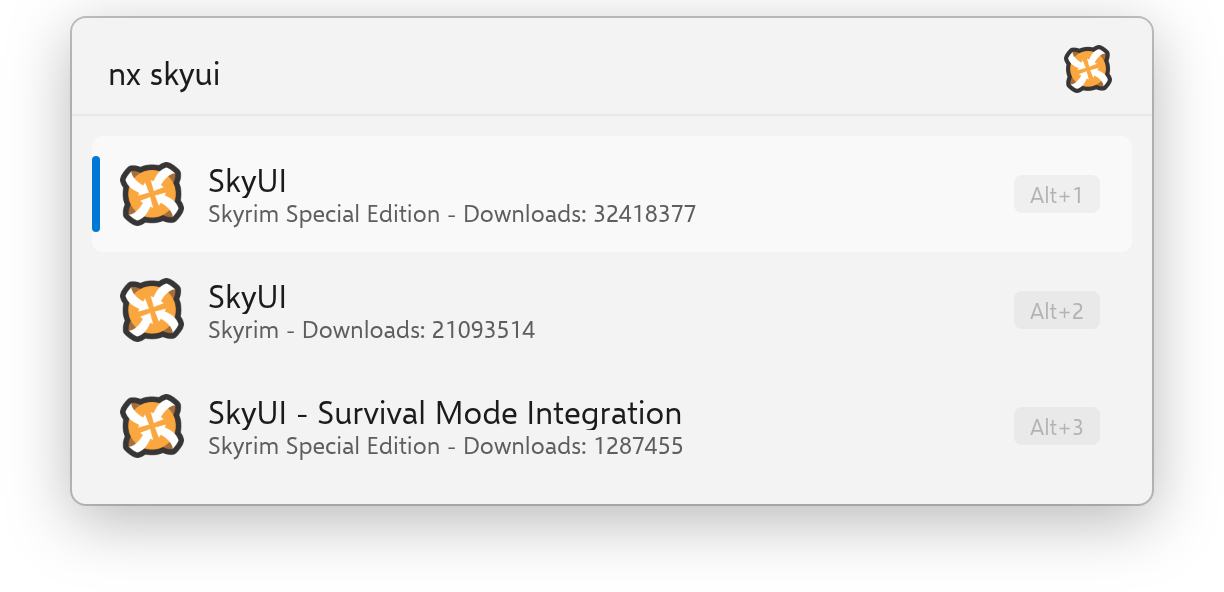 nx skyui
SkyUI
Skyrim Special Edition - Downloads: 32418377
Alt+1
SkyUI
Skyrim - Downloads: 21093514
Alt+2
SkyUI - Survival Mode Integration
Skyrim Special Edition - Downloads: 1287455
Alt+3